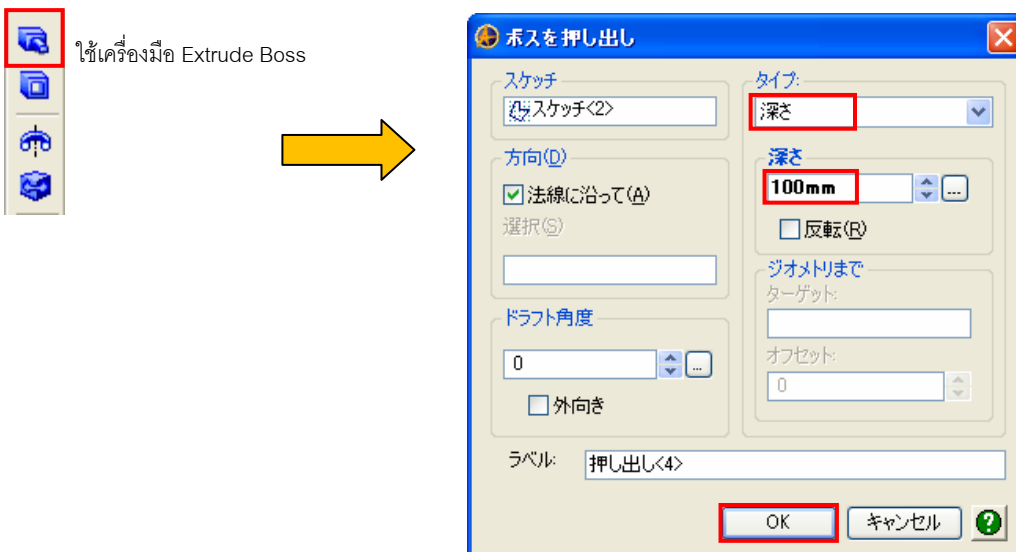 ใช้เครื่องมือ Extrude Boss
ボスを押し出し
スケッチ
スケッチ<2>
方向(D)
法線に沿って(A)
選択(S)
ドラフト角度
0
外向き
タイプ:
深さ
深さ
100mm
...
反転(R)
ジオメトリまで
ターゲット:
オフセット:
0
...
ラベル: 押し出し<4>
OK キャンセル ?